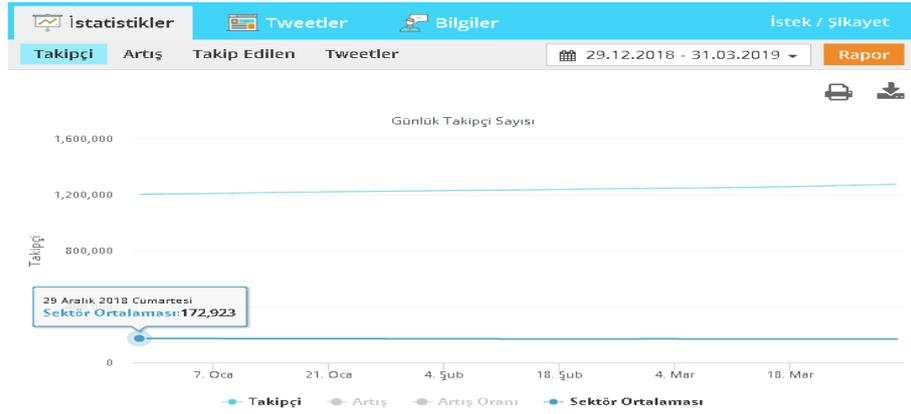 İstatistikler Tweetler Bilgiler İstek / Şikayet
Takipçi Artış Takip Edilen Tweetler 29.12.2018 - 31.03.2019 Rapor
Günlük Takipçi Sayısı
1,600,000
1,200,000
Takipçi
800,000
29 Aralık 2018 Cumartesi
Sektör Ortalaması:172,923
0
7. Oca 21. Oca 4. Şub 18. Şub 4. Mar 18. Mar
Takipçi Artış Artış Oranı Sektör Ortalaması